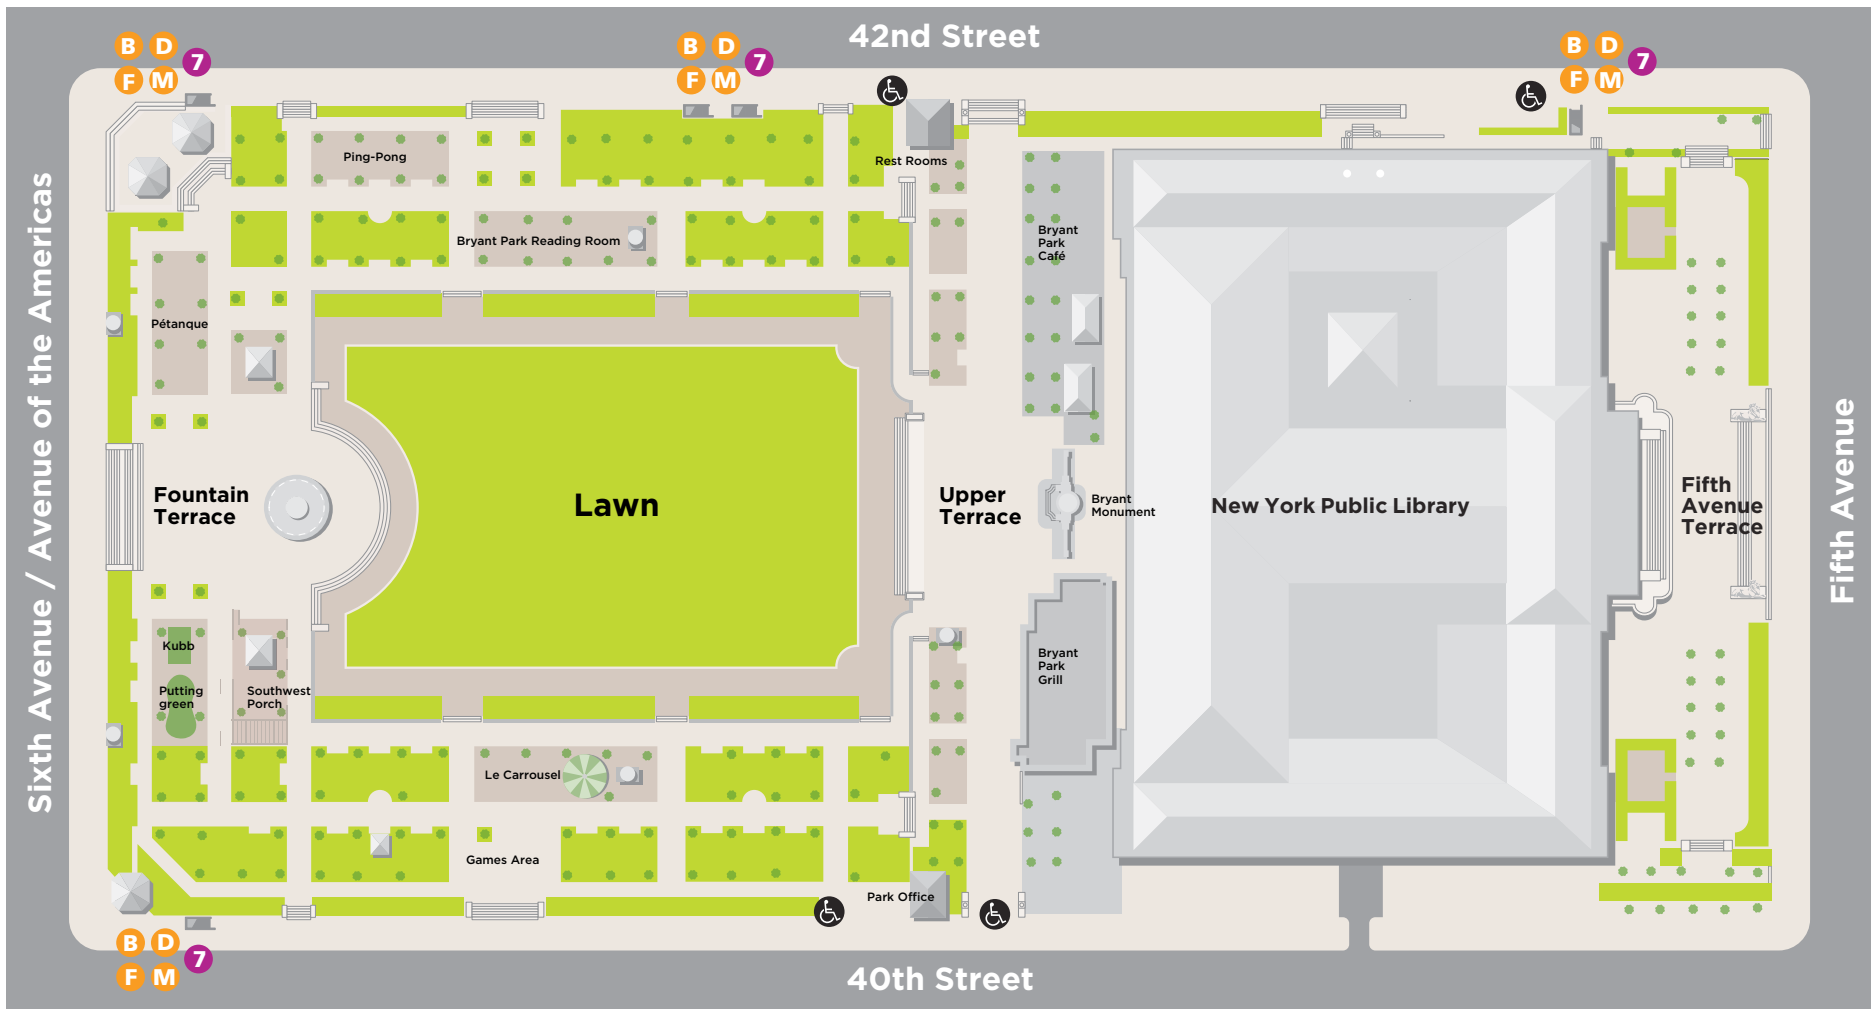 42nd Street
B D
F M 7
B D
F M 7
B D
F M 7
Ping-Pong
Rest Rooms
Bryant Park Reading Room
Bryant
Park
Café
Pétanque
Sixth Avenue / Avenue of the Americas
Fountain
Terrace
Lawn
Upper
Terrace
Bryant
Monument
New York Public Library
Fifth
Avenue
Terrace
Fifth Avenue
Kubb
Putting
green
Southwest
Porch
Bryant
Park
Grill
Le Carrousel
Games Area
Park Office
B D
F M 7
40th Street